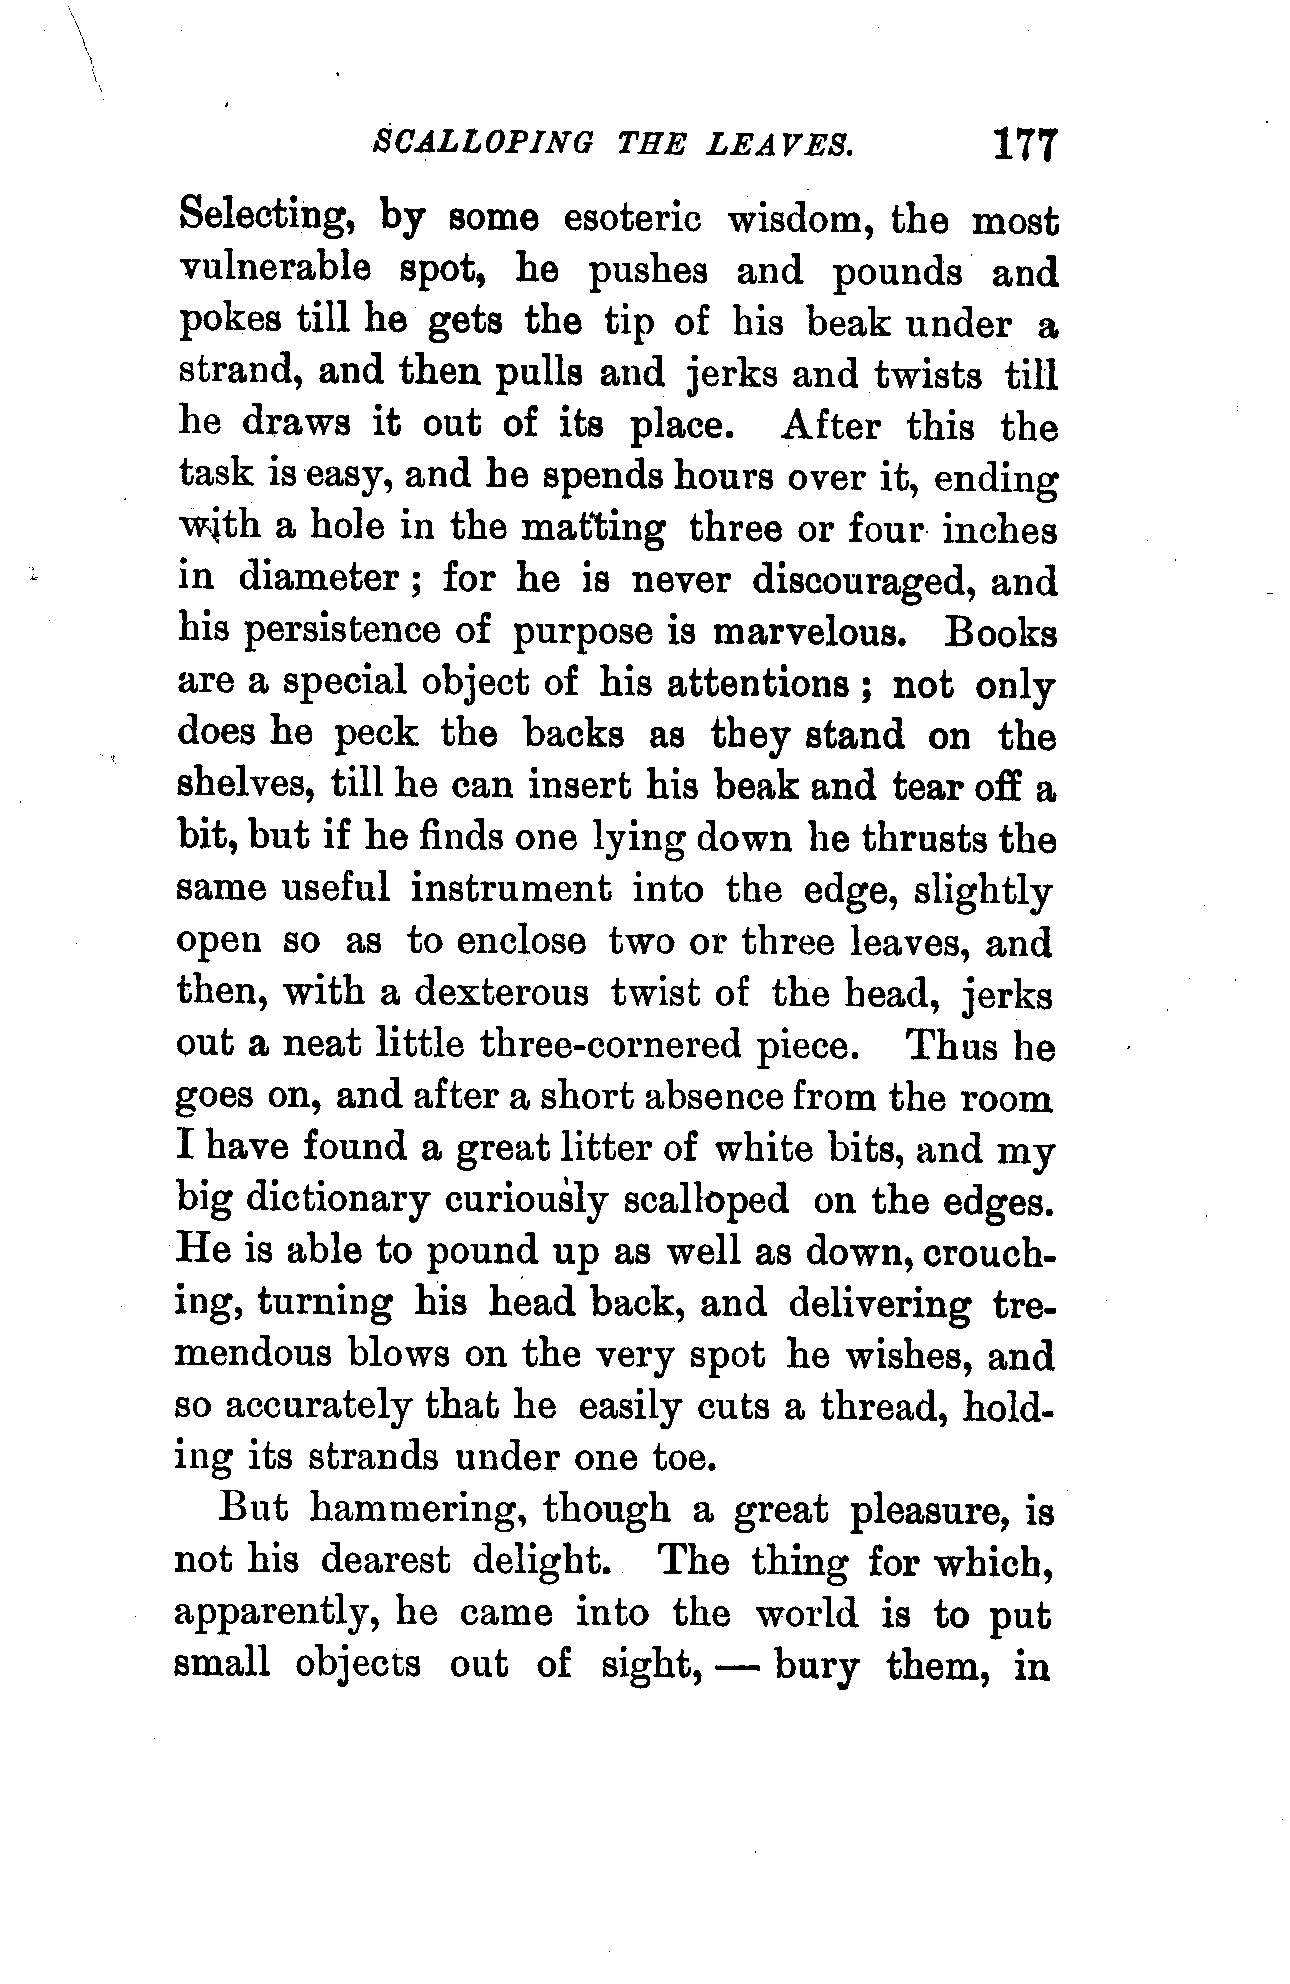 SCALLOPING THE LEAVES. 177
Selecting, by some esoteric wisdom, the most
vulnerable spot, he pushes and pounds and
pokes till he gets the tip of his beak under a
strand, and then pulls and jerks and twists till
he draws it out of its place. After this the
task is easy, and he spends hours over it, ending
with a hole in the matting three or four inches
in diameter; for he is never discouraged, and
his persistence of purpose is marvelous. Books
are a special object of his attentions; not only
does he peck the backs as they stand on the
shelves, till he can insert his beak and tear off a
bit, but if he finds one lying down he thrusts the
same useful instrument into the edge, slightly
open so as to enclose two or three leaves, and
then, with a dexterous twist of the head, jerks
out a neat little three-cornered piece. Thus he
goes on, and after a short absence from the room
I have found a great litter of white bits, and my
big dictionary curiously scalloped on the edges.
He is able to pound up as well as down, crouch-
ing, turning his head back, and delivering tre-
mendous blows on the very spot he wishes, and
so accurately that he easily cuts a thread, hold-
ing its strands under one toe.
But hammering, though a great pleasure, is
not his dearest delight. The thing for which,
apparently, he came into the world is to put
small objects out of sight, — bury them, in